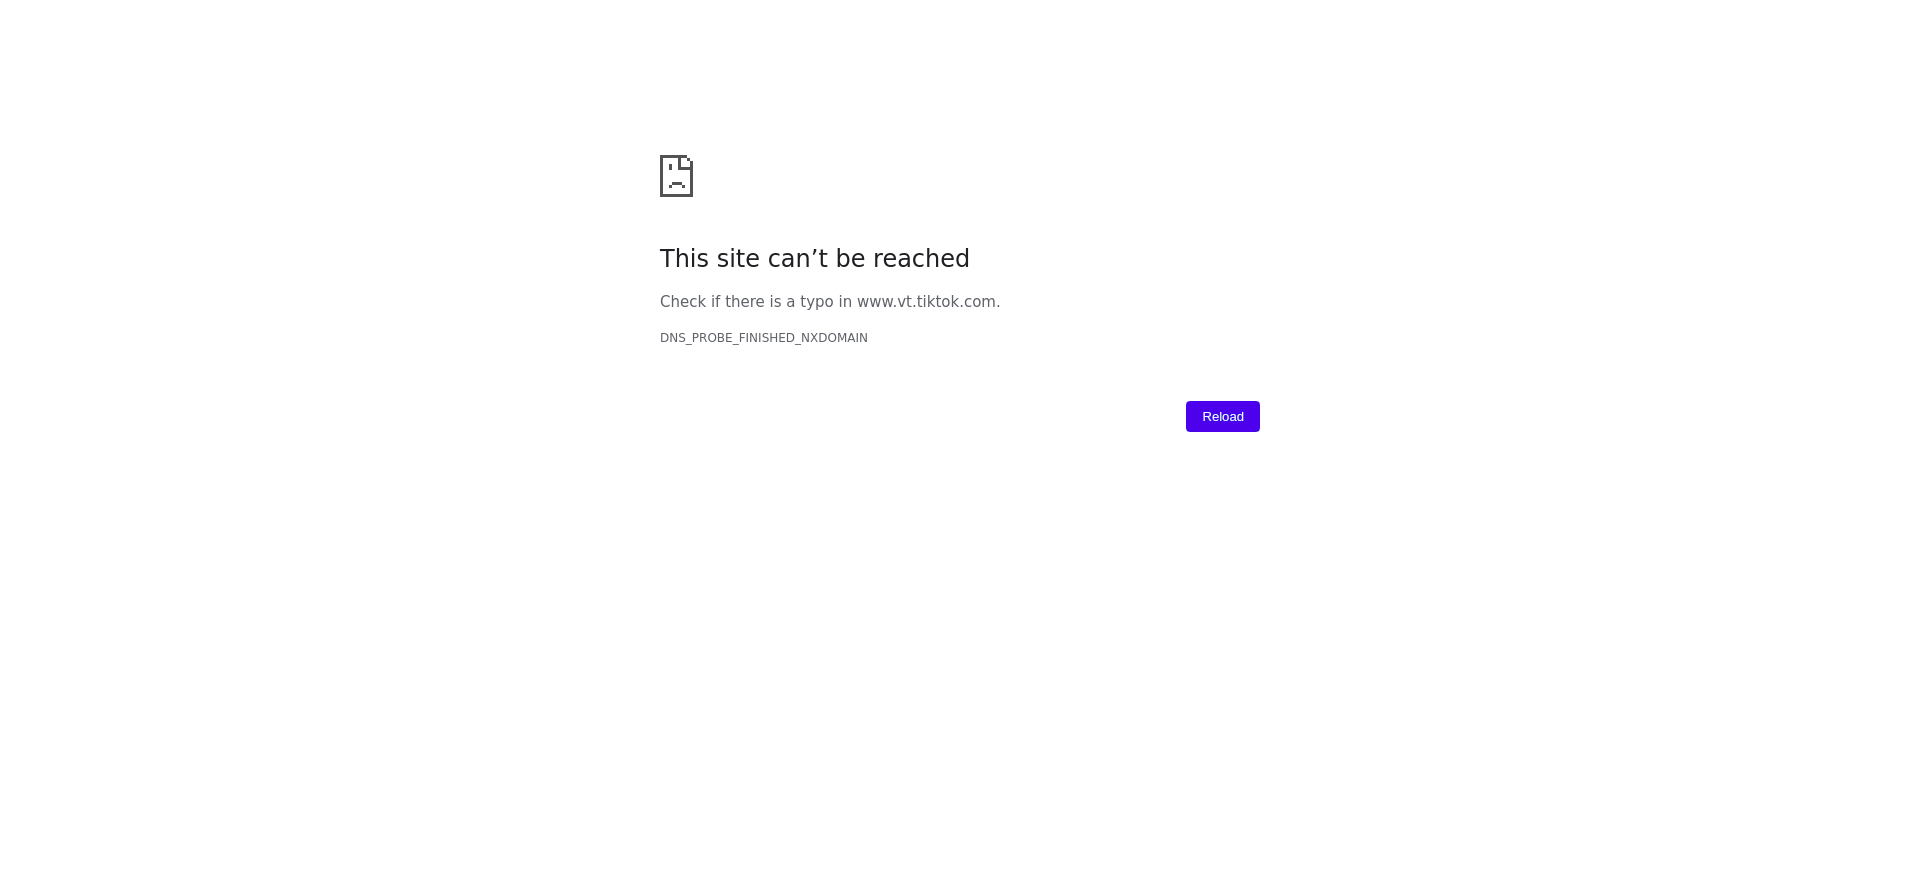 This site can’t be reached
Check if there is a typo in www.vt.tiktok.com.
DNS_PROBE_FINISHED_NXDOMAIN
Reload